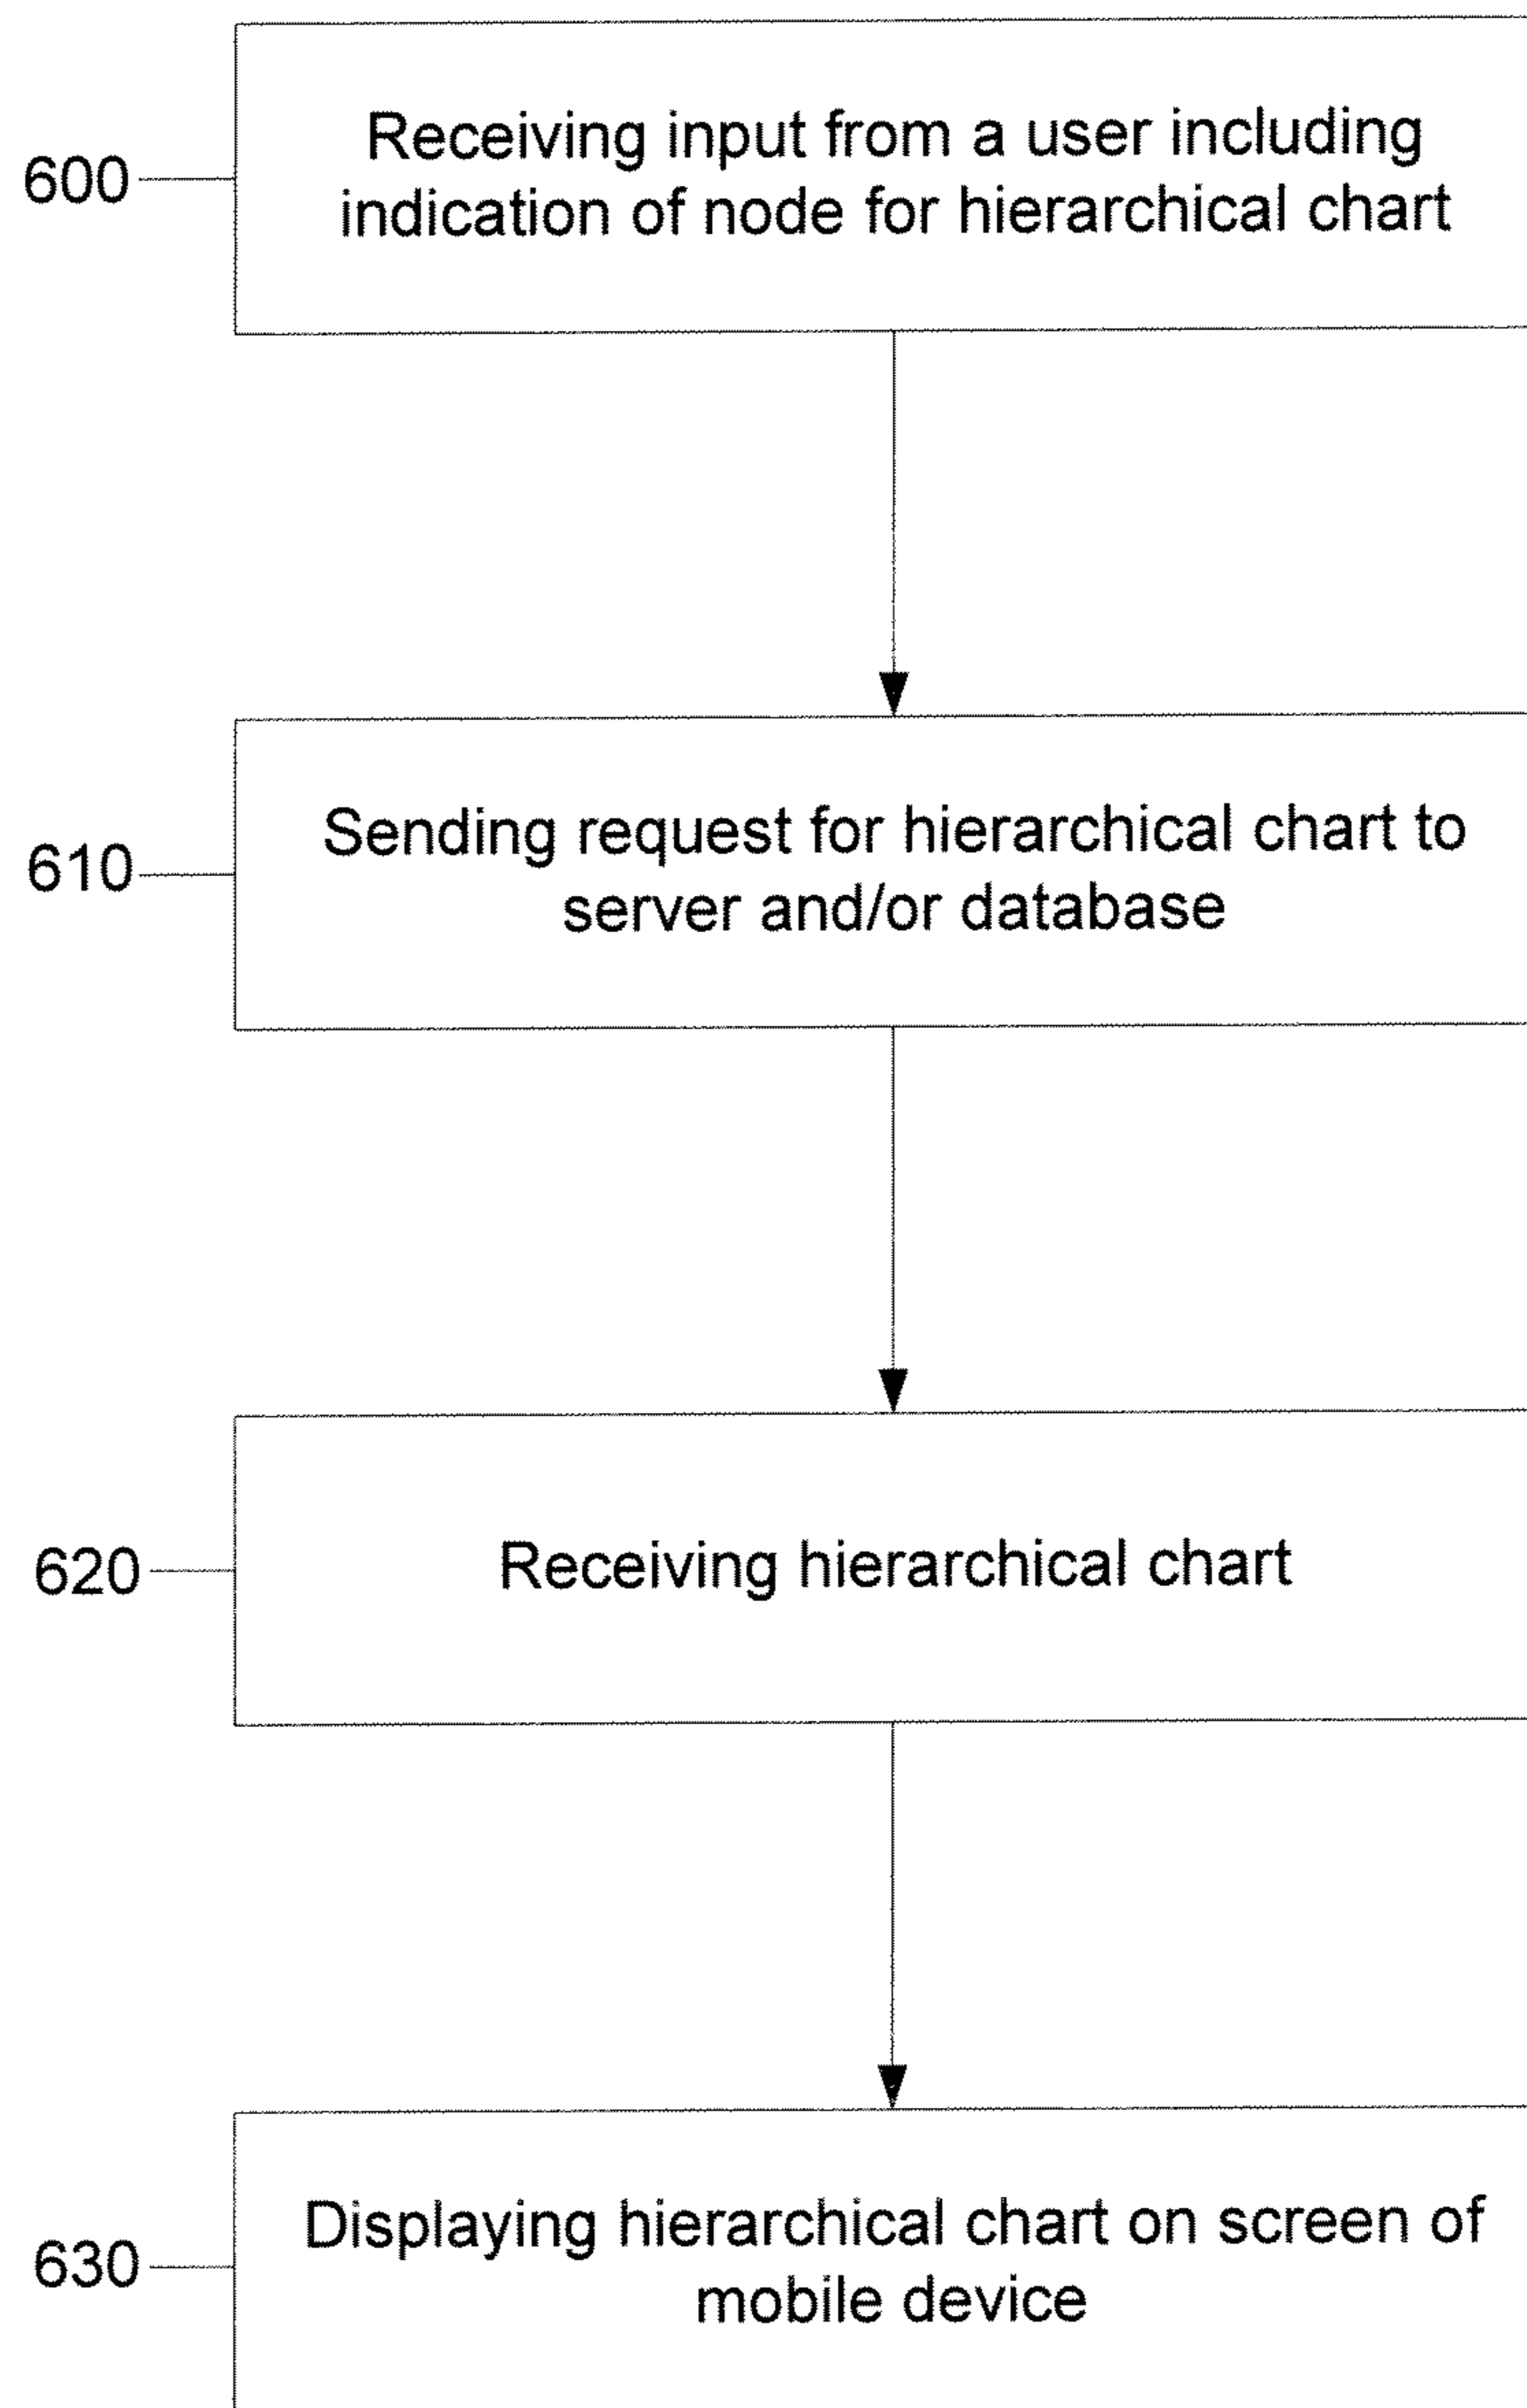 Receiving input from a user including
600
indication of node for hierarchical chart
Sending request for hierarchical chart to
610
server and/or database
620
Receiving hierarchical chart
Displaying hierarchical chart on screen of
630
mobile device